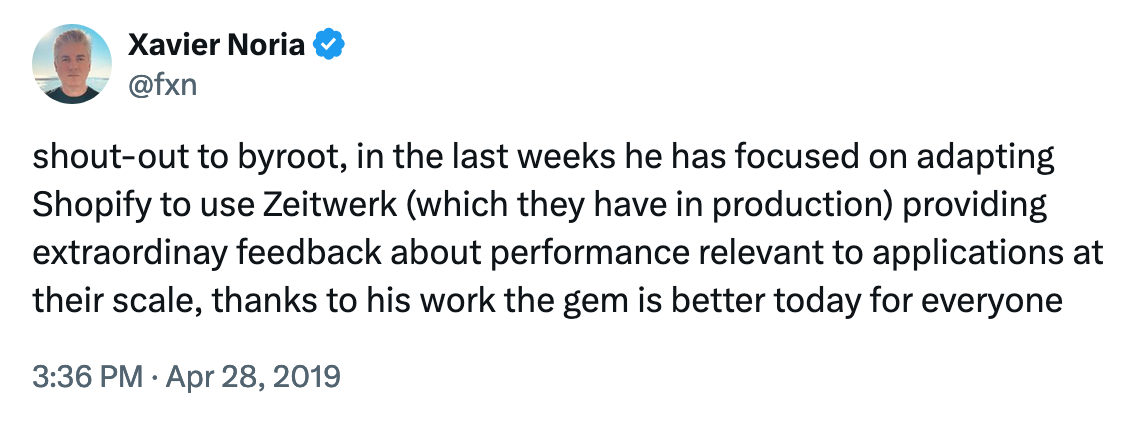 Xavier Noria
@fxn
shout-out to byroot, in the last weeks he has focused on adapting
Shopify to use Zeitwerk (which they have in production) providing
extraordinay feedback about performance relevant to applications at
their scale, thanks to his work the gem is better today for everyone
3:36 PM · Apr 28, 2019